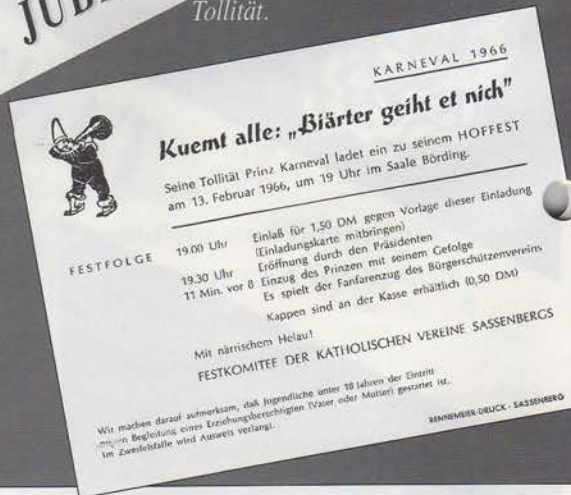 JUB
Tollität.
KARNEVAL 1966
Kuemt alle: „Biärter geiht et nich"
Seine Tollität Prinz Karneval ladet ein zu seinem HOFFEST
am 13. Februar 1966, um 19 Uhr im Saale Börding.
FESTFOLGE
19.00 Uhr Einlaß für 1,50 DM gegen Vorlage dieser Einladung
(Einladungskarte mitbringen)
19.30 Uhr Eröffnung durch den Präsidenten
11 Min. vor 8 Einzug des Prinzen mit seinem Gefolge
Es spielt der Fanfarenzug des Bürgerschützenvereins
Kappen sind an der Kasse erhältlich (0,50 DM)
Mit närrischem Helau!
FESTKOMITEE DER KATHOLISCHEN VEREINE SASSENBERGS
Wir machen darauf aufmerksam, daß Jugendliche unter 18 Jahren der Eintritt
Begleitung eines Erziehungsberechtigten (Vater oder Mutter) gestattet ist.
Im Zweifelsfalle wird Ausweis verlangt.
RENNEMEIER-DRUCK - SASSENBERG